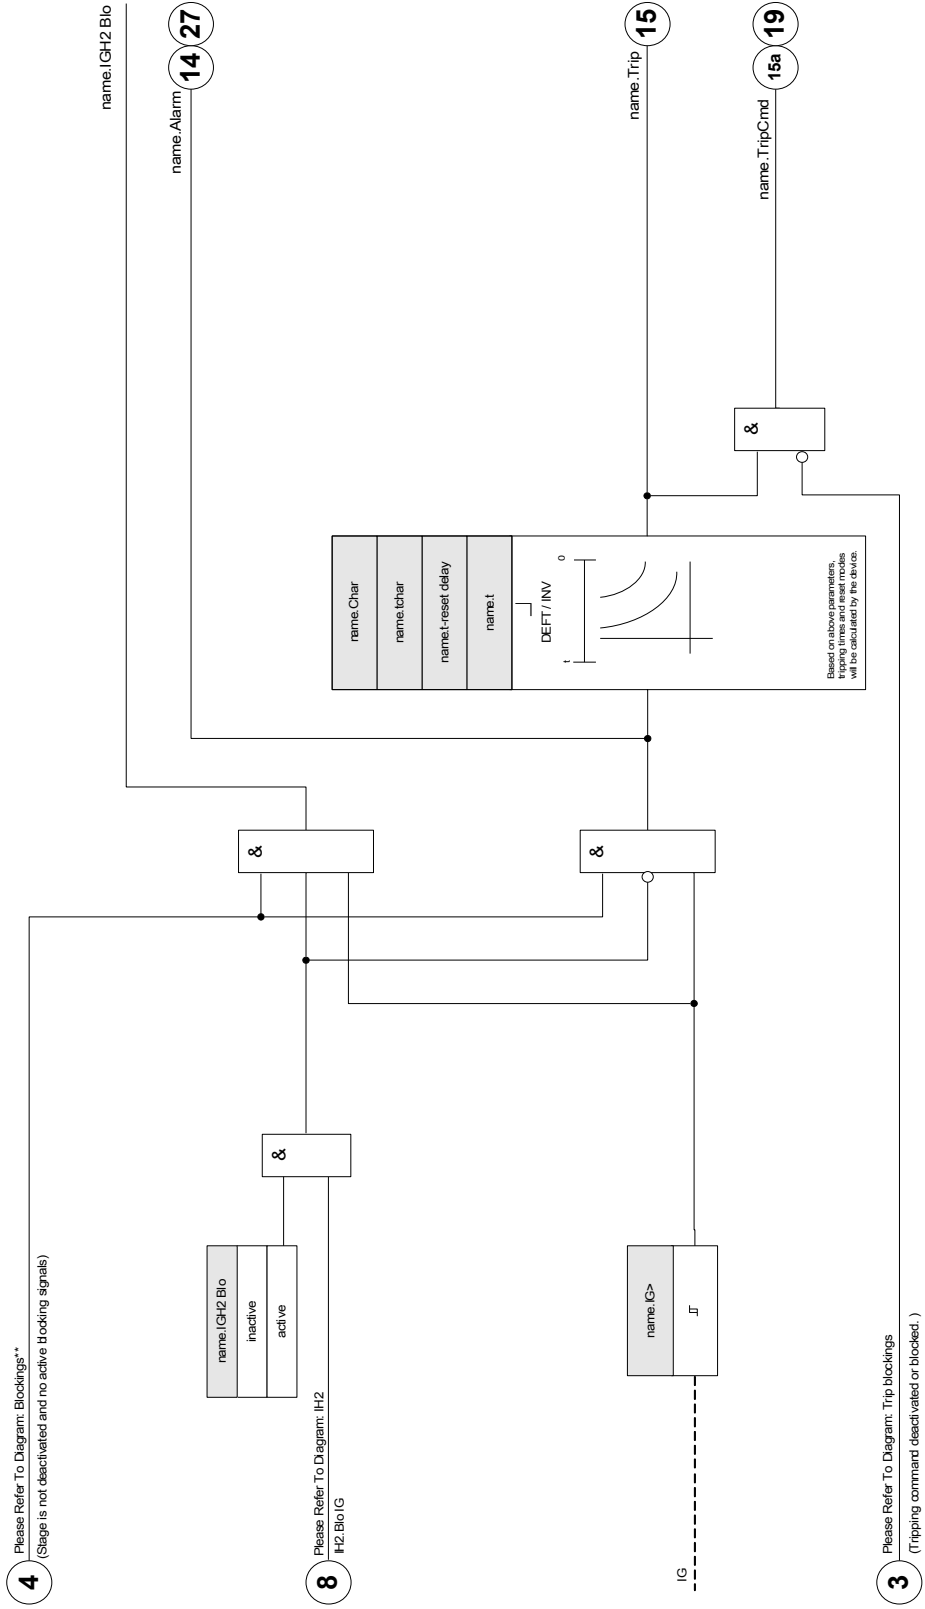 4
Please Refer To Diagram: Blockings**
(Stage is not deactivated and no active blocking signals)
name.IGH2 Blo
inactive
active
8
Please Refer To Diagram: IH2
IH2.Blo IG
&
&
name.IGH2 Blo
name.Alarm
14
27
IG
name.IG>
&
name.Char
name.tchar
name.t-reset delay
name.t
DEFT / INV
t
0
Based on above parameters,
tripping times and reset modes
will be calculated by the device.
name.Trip
15
3
Please Refer To Diagram: Trip blockings
(Tripping command deactivated or blocked. )
&
name.TripCmd
15a
19